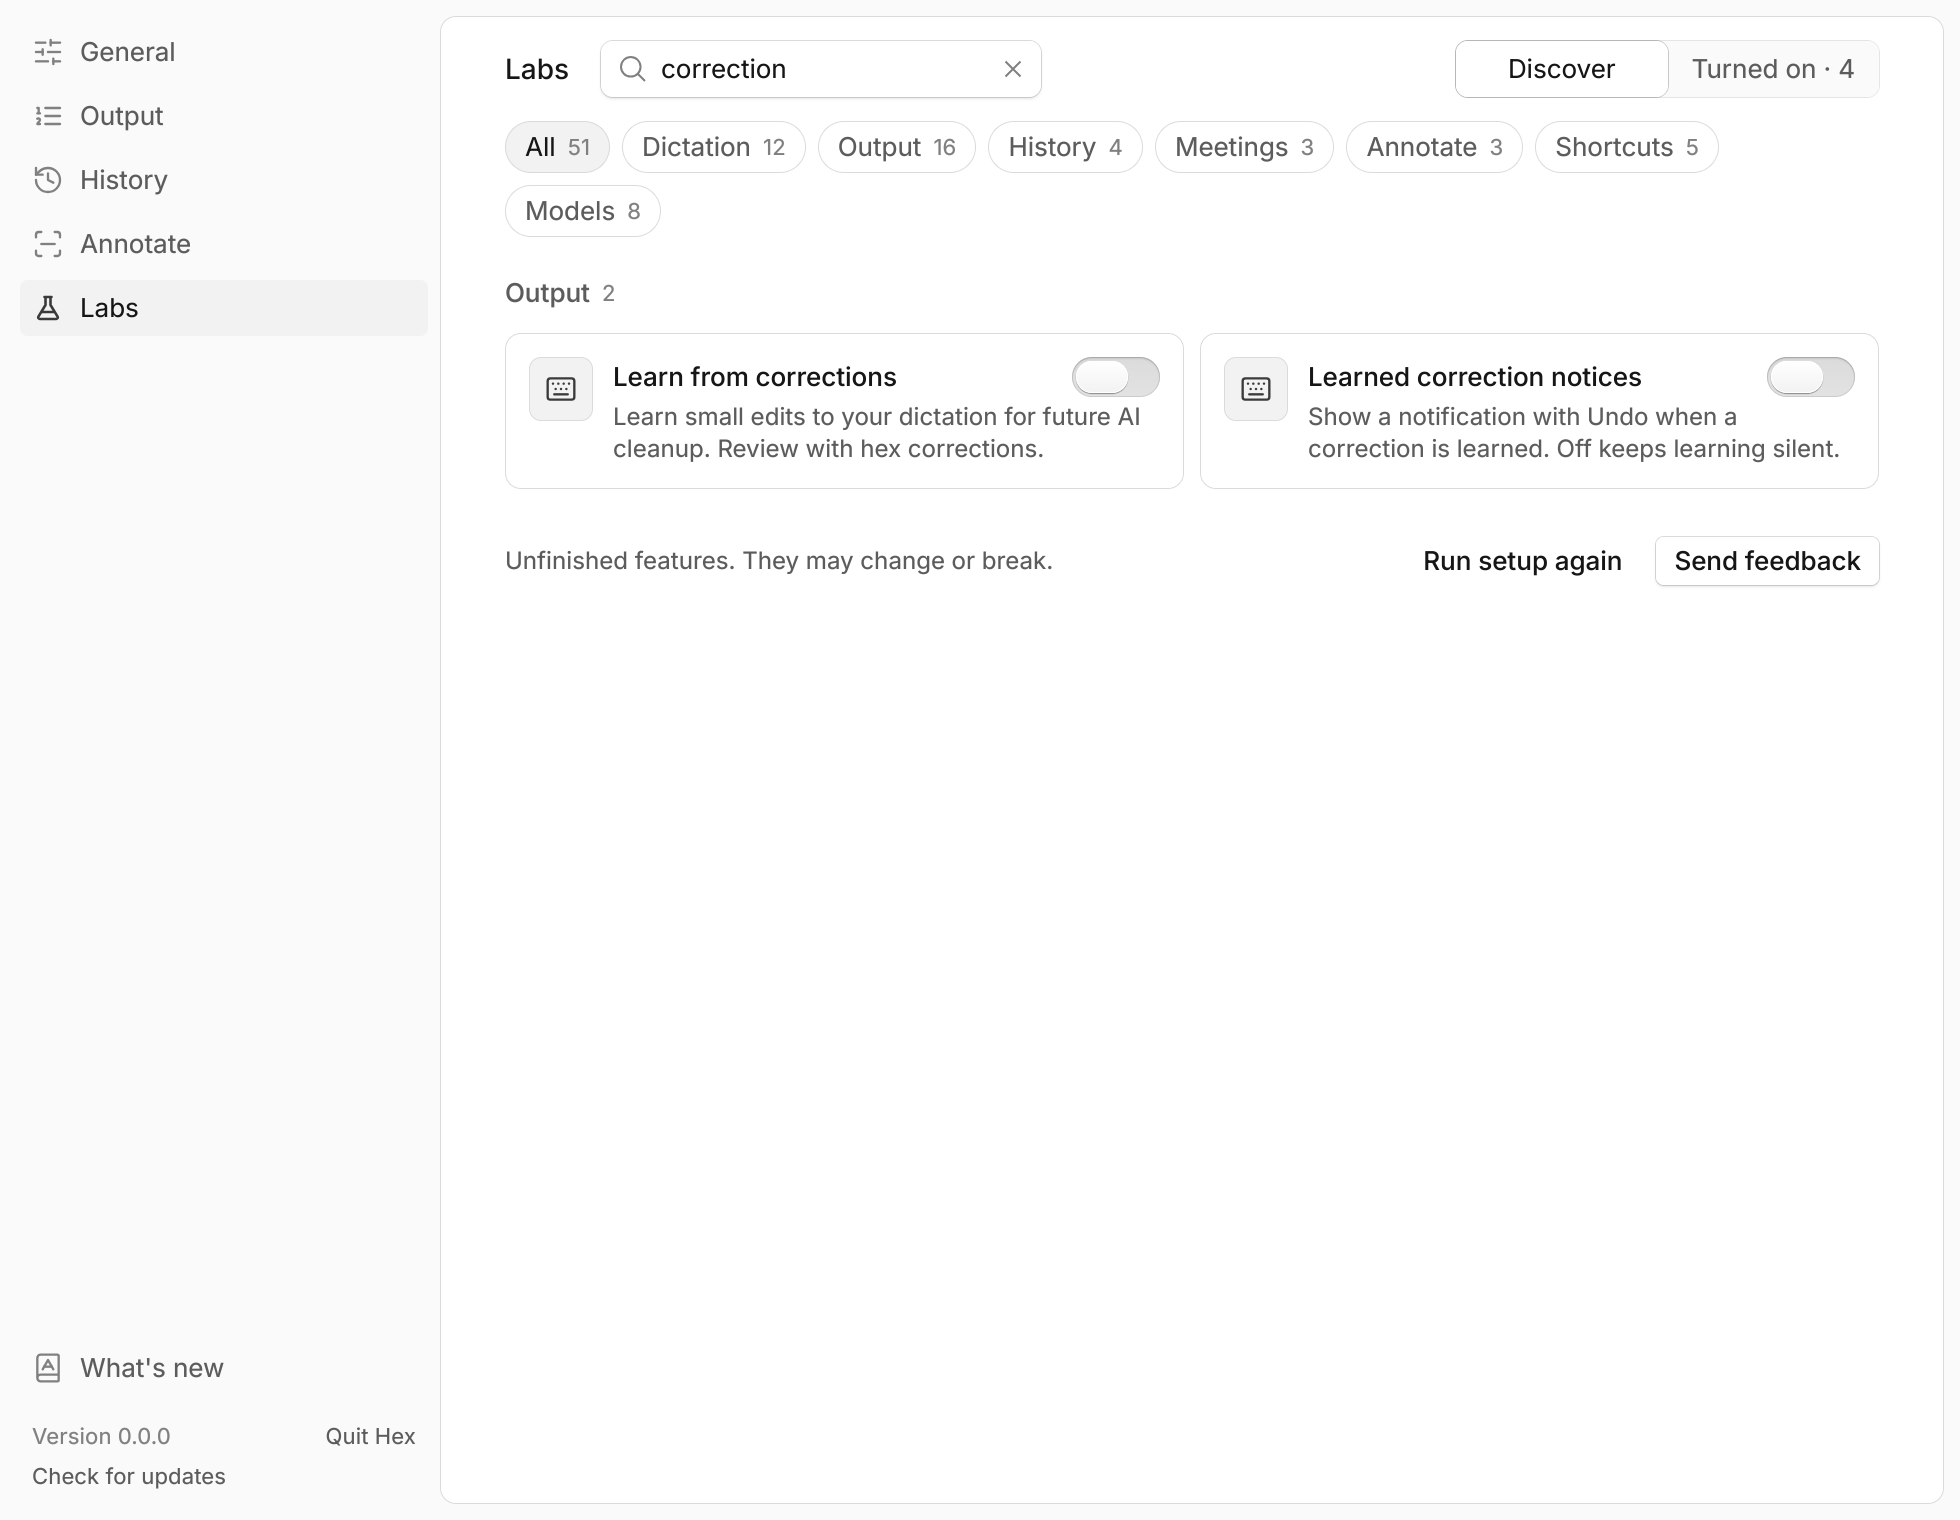 General
Output
History
Annotate
Labs
What's new
Version 0.0.0
Quit Hex
Check for updates
Labs
correction
Discover
Turned on · 4
All 51
Dictation 12
Output 16
History 4
Meetings 3
Annotate 3
Shortcuts 5
Models 8
Output 2
Learn from corrections
Learn small edits to your dictation for future AI
cleanup. Review with hex corrections.
Learned correction notices
Show a notification with Undo when a
correction is learned. Off keeps learning silent.
Unfinished features. They may change or break.
Run setup again
Send feedback